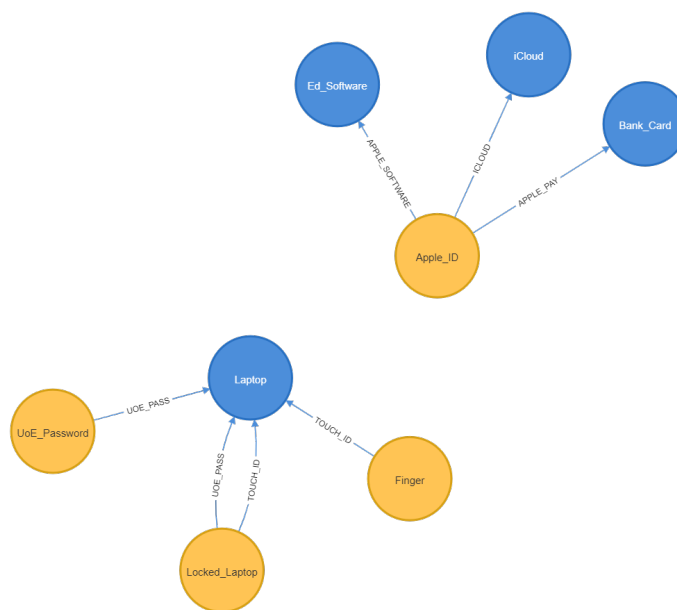 iCloud
Ed_Software
Bank_Card
APPLE_SOFTWARE
ICLOUD
APPLE_PAY
Apple_ID
Laptop
UOE_PASS
UoE_Password
TOUCH_ID
UOE_PASS
TOUCH_ID
Finger
Locked_Laptop